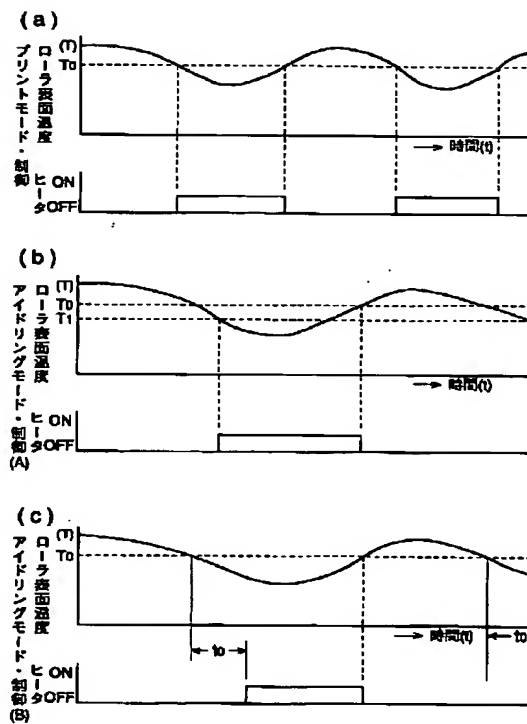 (a)
プリントモード・制御
ローラ表面温度
(T)
T0
時間(t)
ヒータ
ON
OFF
(b)
アイドリングモード・制御
(A)
ローラ表面温度
(T)
T0
T1
時間(t)
ヒータ
ON
OFF
(c)
アイドリングモード・制御
(B)
ローラ表面温度
(T)
T0
時間(t)
to
to
ヒータ
ON
OFF